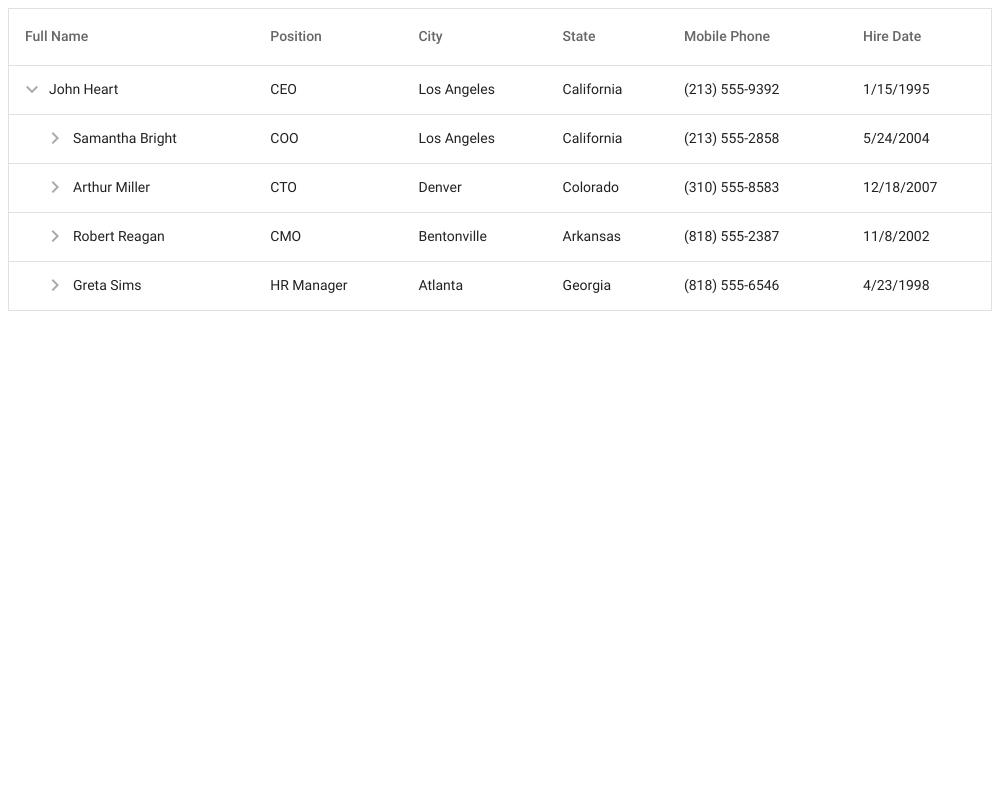 Full Name Position City State Mobile Phone Hire Date
John Heart CEO Los Angeles California (213) 555-9392 1/15/1995
Samantha Bright COO Los Angeles California (213) 555-2858 5/24/2004
Arthur Miller CTO Denver Colorado (310) 555-8583 12/18/2007
Robert Reagan CMO Bentonville Arkansas (818) 555-2387 11/8/2002
Greta Sims HR Manager Atlanta Georgia (818) 555-6546 4/23/1998